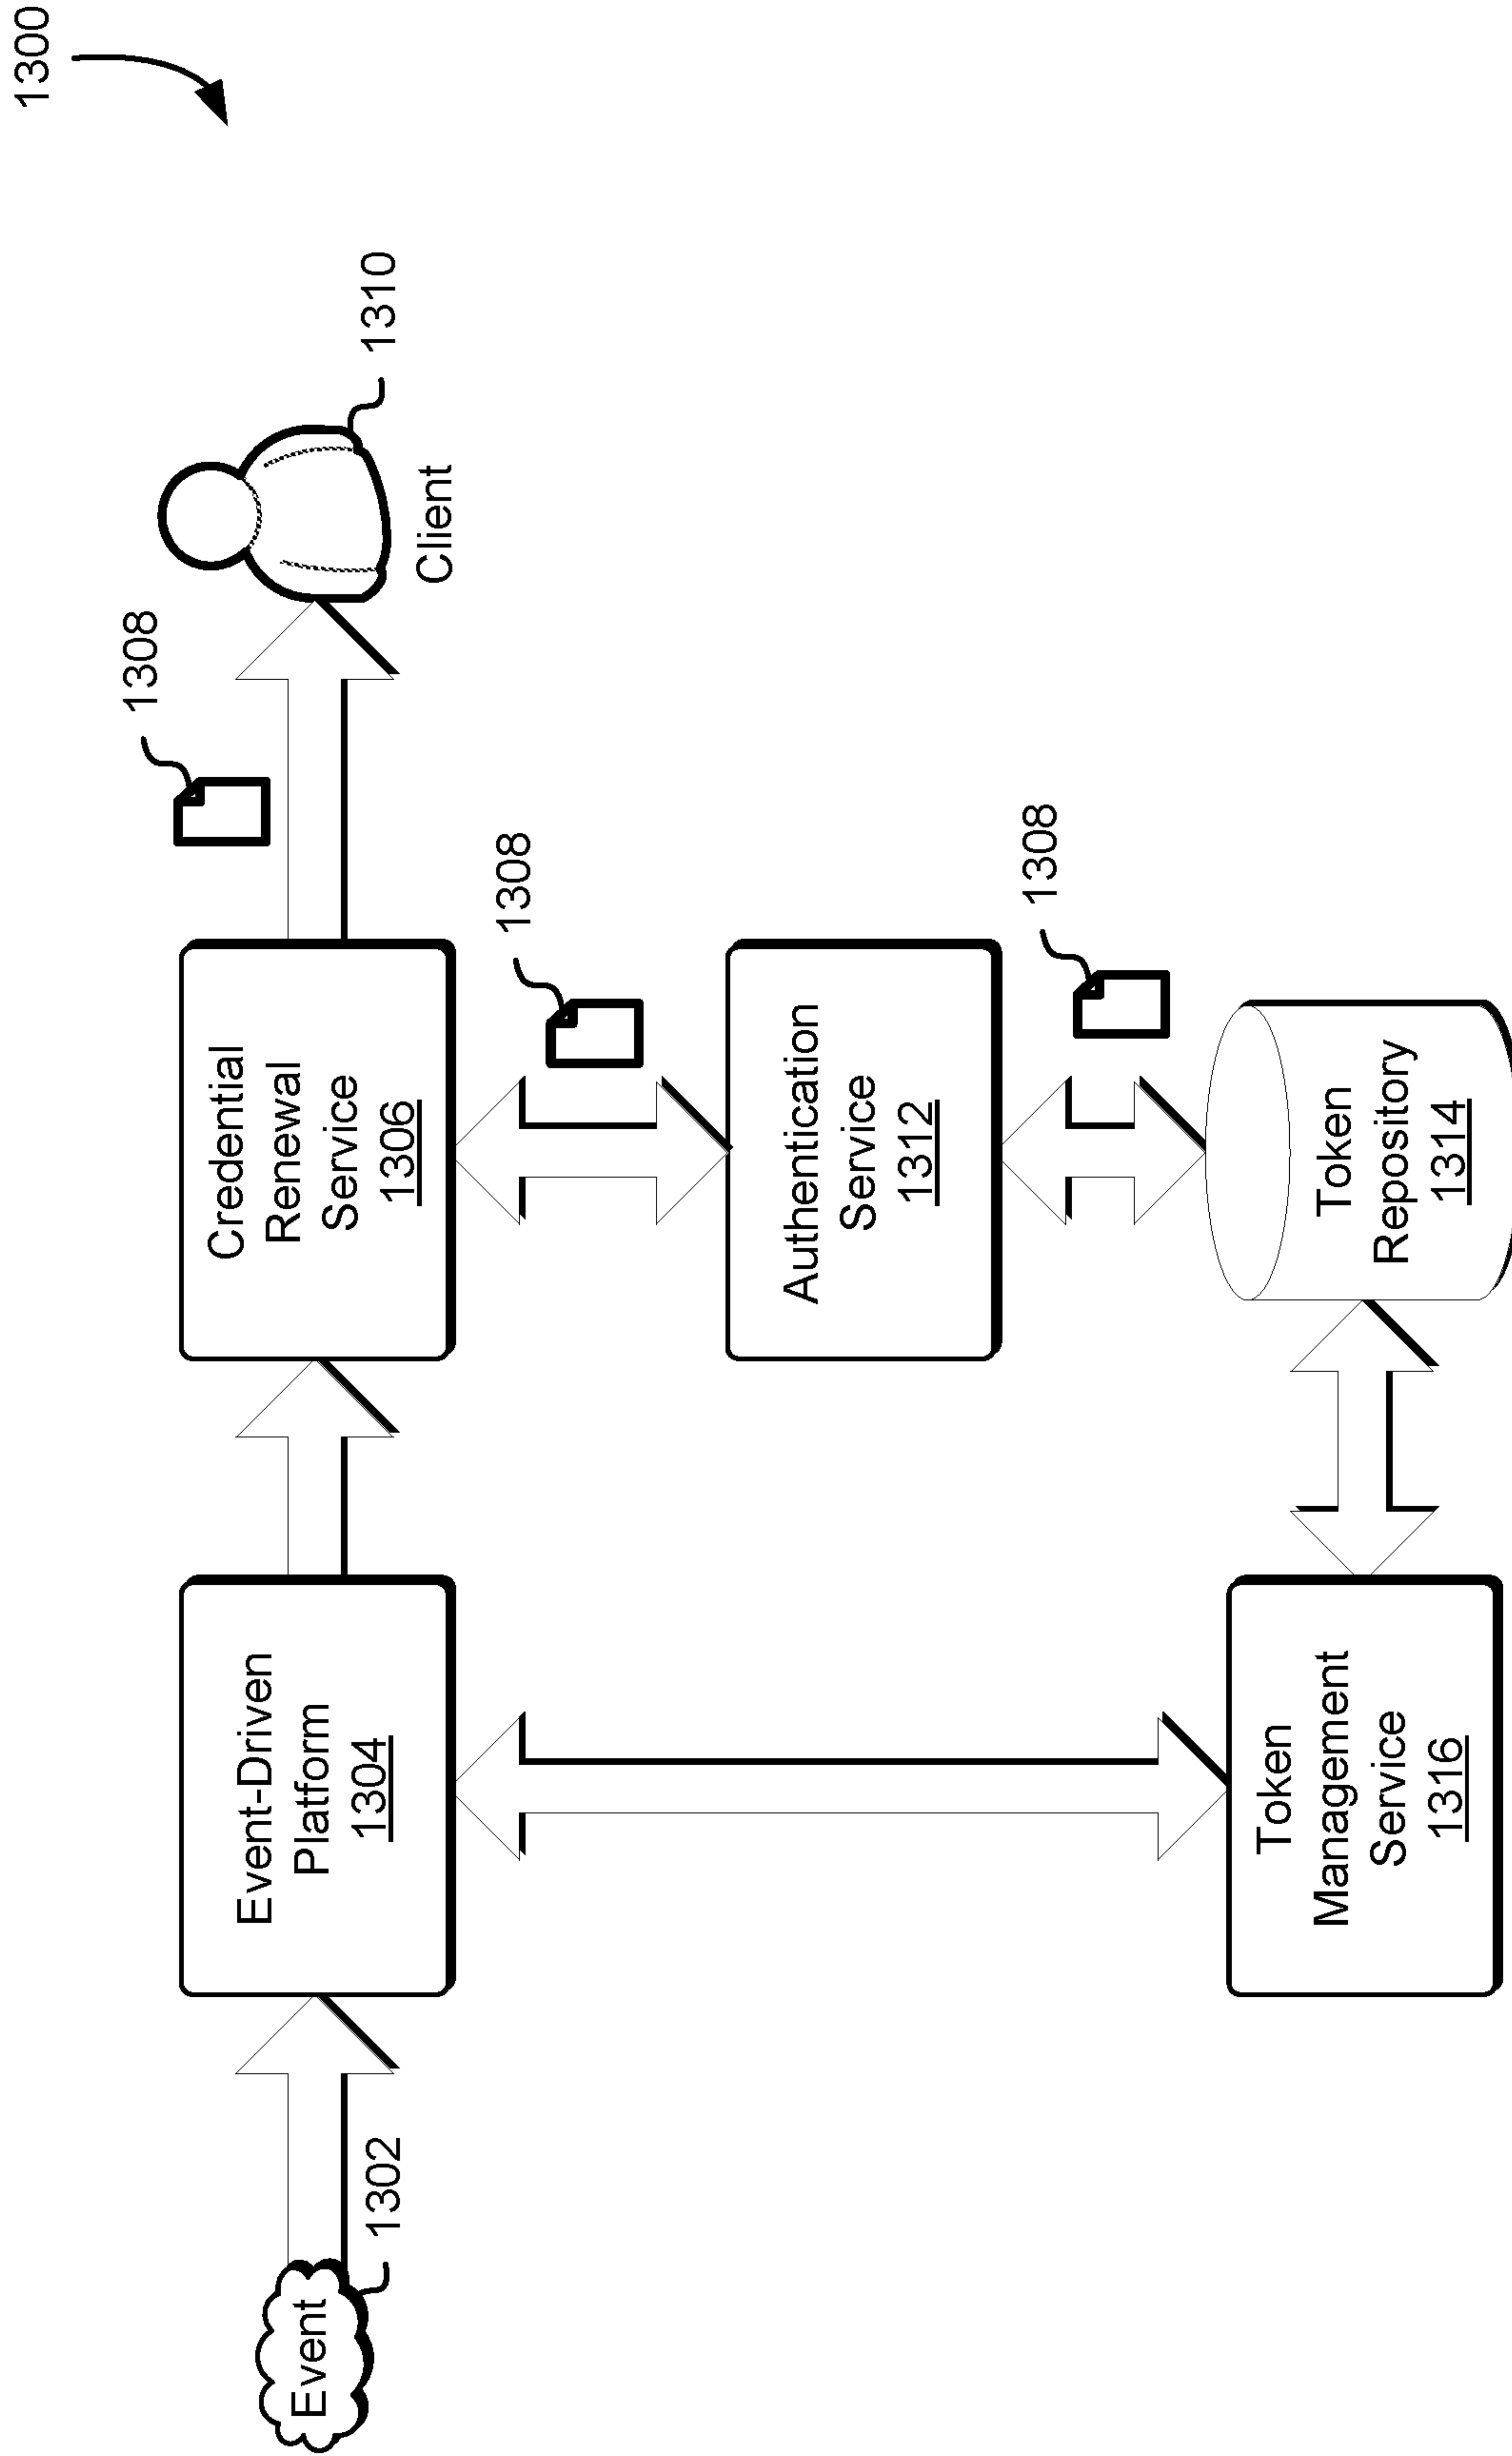 1300
Event
1302
Event-Driven
Platform
1304
Credential
Renewal
Service
1306
1308
Client
1310
1308
Authentication
Service
1312
1308
Token
Management
Service
1316
Token
Repository
1314